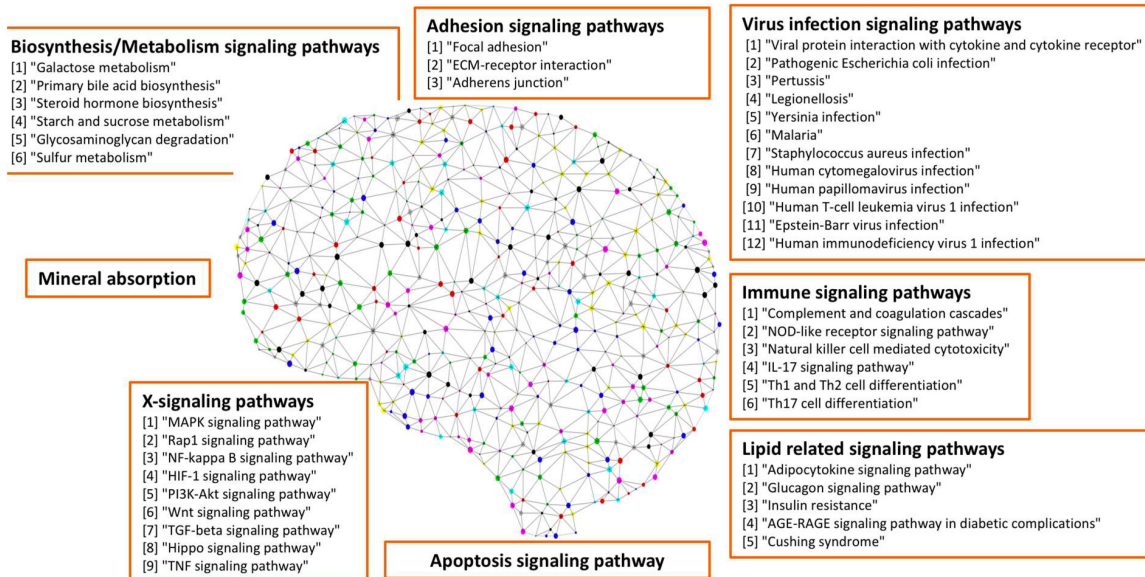 Biosynthesis/Metabolism signaling pathways
[1] "Galactose metabolism"
[2] "Primary bile acid biosynthesis"
[3] "Steroid hormone biosynthesis"
[4] "Starch and sucrose metabolism"
[5] "Glycosaminoglycan degradation"
[6] "Sulfur metabolism"
Adhesion signaling pathways
[1] "Focal adhesion"
[2] "ECM-receptor interaction"
[3] "Adherens junction"
Virus infection signaling pathways
[1] "Viral protein interaction with cytokine and cytokine receptor"
[2] "Pathogenic Escherichia coli infection"
[3] "Pertussis"
[4] "Legionellosis"
[5] "Yersinia infection"
[6] "Malaria"
[7] "Staphylococcus aureus infection"
[8] "Human cytomegalovirus infection"
[9] "Human papillomavirus infection"
[10] "Human T-cell leukemia virus 1 infection"
[11] "Epstein-Barr virus infection"
[12] "Human immunodeficiency virus 1 infection"
Mineral absorption
Immune signaling pathways
[1] "Complement and coagulation cascades"
[2] "NOD-like receptor signaling pathway"
[3] "Natural killer cell mediated cytotoxicity"
[4] "IL-17 signaling pathway"
[5] "Th1 and Th2 cell differentiation"
[6] "Th17 cell differentiation"
X-signaling pathways
[1] "MAPK signaling pathway"
[2] "Rap1 signaling pathway"
[3] "NF-kappa B signaling pathway"
[4] "HIF-1 signaling pathway"
[5] "PI3K-Akt signaling pathway"
[6] "Wnt signaling pathway"
[7] "TGF-beta signaling pathway"
[8] "Hippo signaling pathway"
[9] "TNF signaling pathway"
Lipid related signaling pathways
[1] "Adipocytokine signaling pathway"
[2] "Glucagon signaling pathway"
[3] "Insulin resistance"
[4] "AGE-RAGE signaling pathway in diabetic complications"
[5] "Cushing syndrome"
Apoptosis signaling pathway